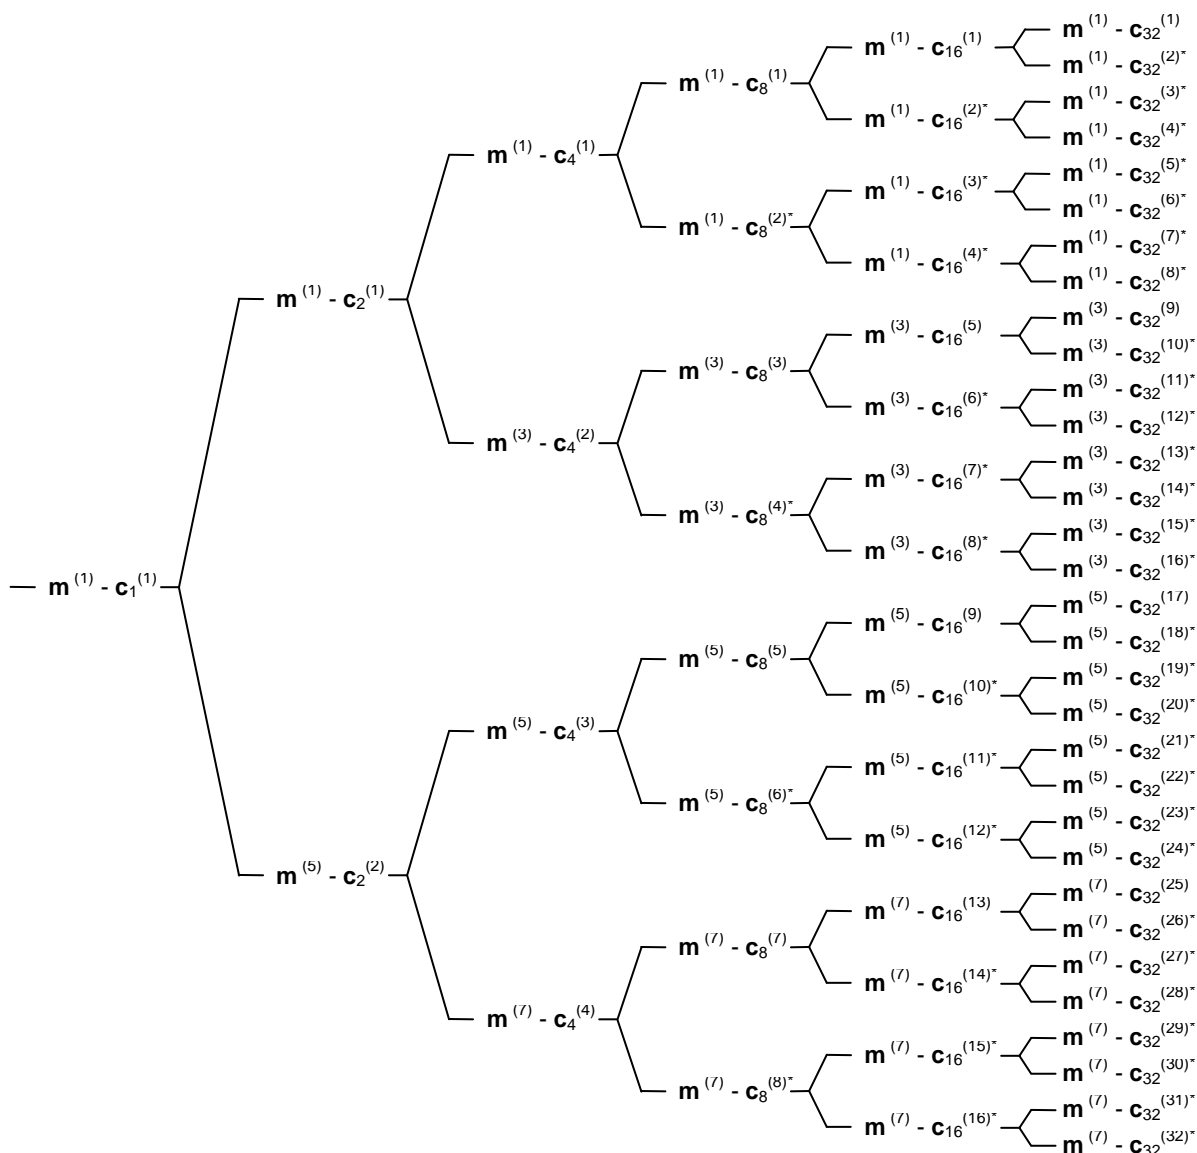 m(1) - c32(1)
m(1) - c16(1)
m(1) - c32(2)*
m(1) - c8(1)
m(1) - c32(3)*
m(1) - c16(2)*
m(1) - c32(4)*
m(1) - c4(1)
m(1) - c32(5)*
m(1) - c16(3)*
m(1) - c32(6)*
m(1) - c8(2)*
m(1) - c32(7)*
m(1) - c16(4)*
m(1) - c32(8)*
m(1) - c2(1)
m(3) - c32(9)
m(3) - c16(5)
m(3) - c32(10)*
m(3) - c8(3)
m(3) - c32(11)*
m(3) - c16(6)*
m(3) - c32(12)*
m(3) - c4(2)
m(3) - c32(13)*
m(3) - c16(7)*
m(3) - c32(14)*
m(3) - c8(4)*
m(3) - c32(15)*
m(3) - c16(8)*
m(3) - c32(16)*
m(1) - c1(1)
m(5) - c32(17)
m(5) - c16(9)
m(5) - c32(18)*
m(5) - c8(5)
m(5) - c32(19)*
m(5) - c16(10)*
m(5) - c32(20)*
m(5) - c4(3)
m(5) - c32(21)*
m(5) - c16(11)*
m(5) - c32(22)*
m(5) - c8(6)*
m(5) - c32(23)*
m(5) - c16(12)*
m(5) - c32(24)*
m(5) - c2(2)
m(7) - c32(25)
m(7) - c16(13)
m(7) - c32(26)*
m(7) - c8(7)
m(7) - c32(27)*
m(7) - c16(14)*
m(7) - c32(28)*
m(7) - c4(4)
m(7) - c32(29)*
m(7) - c16(15)*
m(7) - c32(30)*
m(7) - c8(8)*
m(7) - c32(31)*
m(7) - c16(16)*
m(7) - c32(32)*